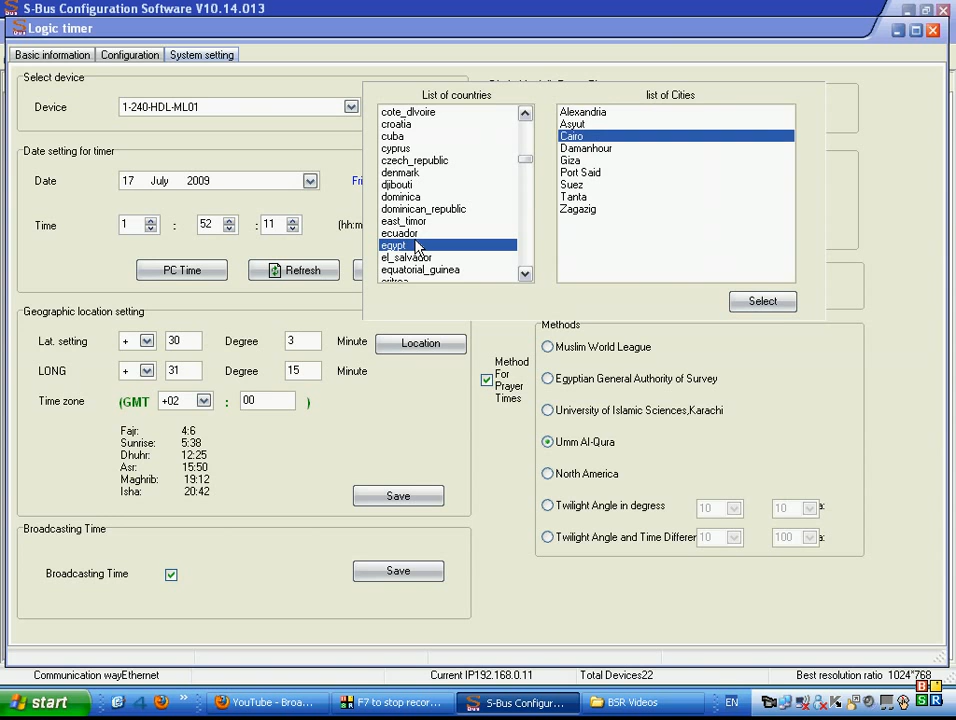 S-Bus Configuration Software V10.14.013
Logic timer
Basic information
Configuration
System setting
Select device
Device
1-240-HDL-ML01
Date setting for timer
Date
17 July 2009
Time
1 : 52 : 11
PC Time
Refresh
Geographic location setting
Lat. setting + 30 Degree 3 Minute
Location
LONG + 31 Degree 15 Minute
Time zone (GMT +02 : 00 )
Fajr: 4:6
Sunrise: 5:38
Dhuhr: 12:25
Asr: 15:50
Maghrib: 19:12
Isha: 20:42
Save
Broadcasting Time
Broadcasting Time
Save
List of countries
cote_dIvoire
croatia
cuba
cyprus
czech_republic
denmark
djibouti
dominica
dominican_republic
east_timor
ecuador
egypt
el_salvador
equatorial_guinea
list of Cities
Alexandria
Asyut
Cairo
Damanhour
Giza
Port Said
Suez
Tanta
Zagazig
Select
Method
For
Prayer
Times
Methods
Muslim World League
Egyptian General Authority of Survey
University of Islamic Sciences,Karachi
Umm Al-Qura
North America
Twilight Angle in degress 10 10
Twilight Angle and Time Differer 10 100
Communication wayEthernet
Current IP192.168.0.11
Total Devices22
Best resolution ratio 1024*768
start
YouTube - Broa...
F7 to stop recor...
S-Bus Configur...
BSR Videos
EN
B
S R